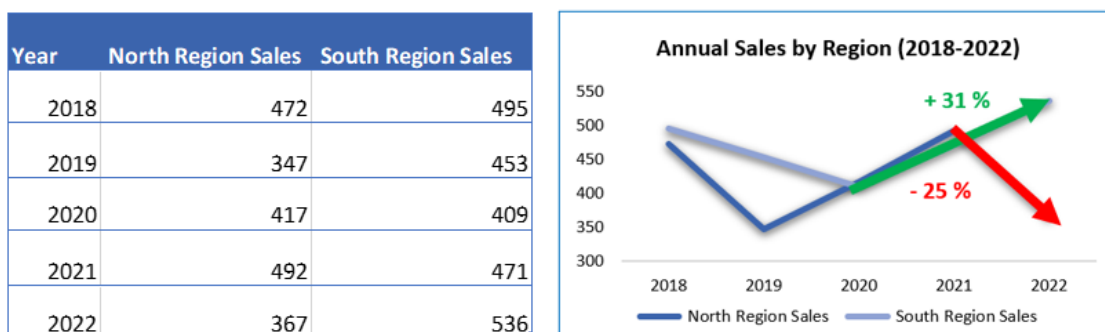 Year North Region Sales South Region Sales
2018 472 495
2019 347 453
2020 417 409
2021 492 471
2022 367 536
Annual Sales by Region (2018-2022)
550
500
450
400
350
300
+ 31 %
- 25 %
2018 2019 2020 2021 2022
North Region Sales South Region Sales